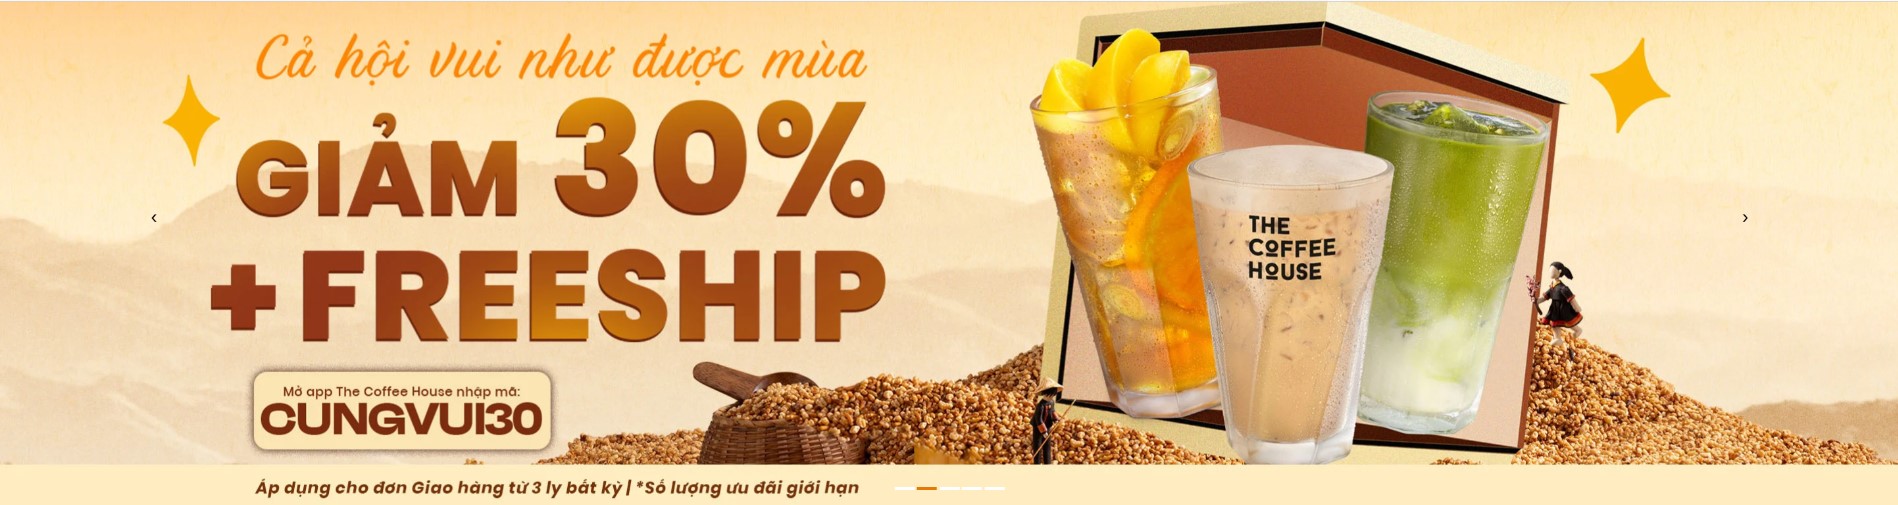 Cả hội vui như được mùa
GIẢM 30%
+ FREESHIP
Mở app The Coffee House nhập mã:
CUNGVUI30
Áp dụng cho đơn Giao hàng từ 3 ly bất kỳ | *Số lượng ưu đãi giới hạn
THE
COFFEE
HOUSE